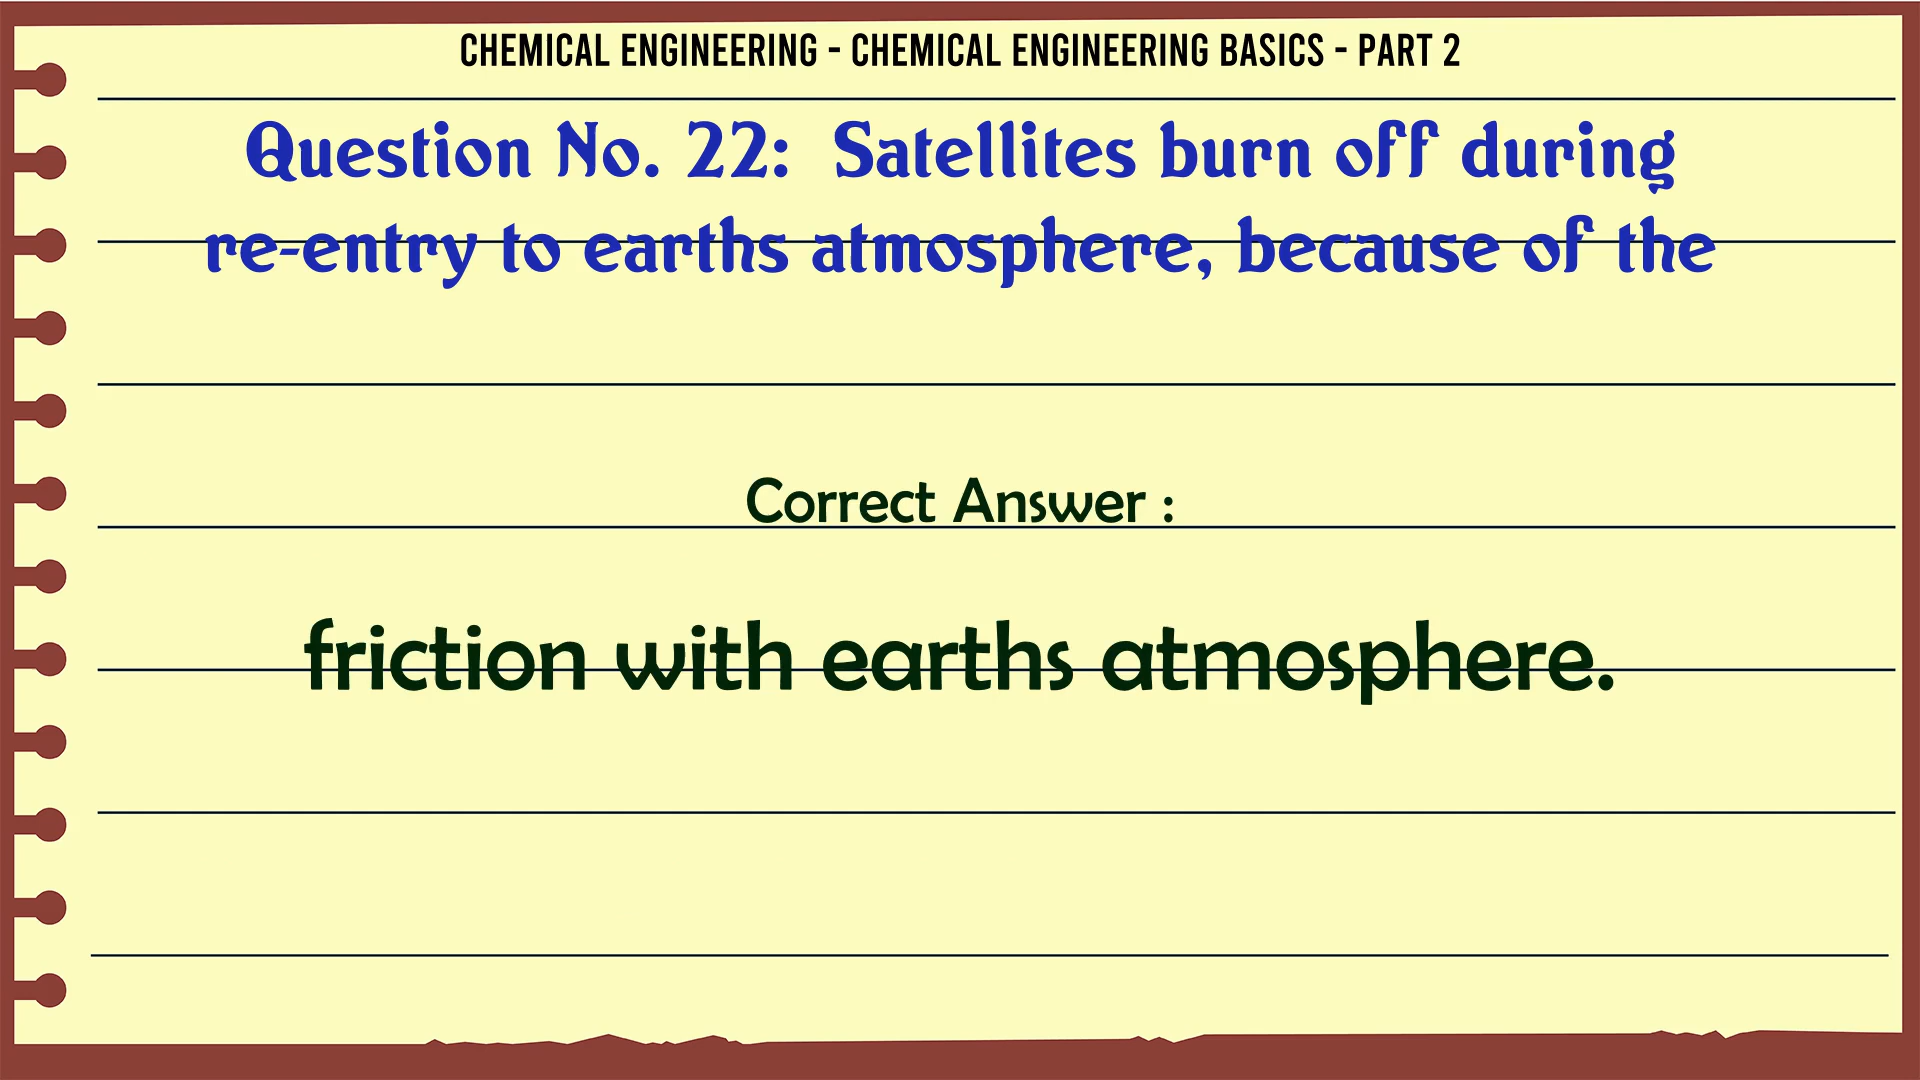 CHEMICAL ENGINEERING - CHEMICAL ENGINEERING BASICS - PART 2
Question No. 22: Satellites burn off during
re-entry to earths atmosphere, because of the
Correct Answer :
friction with earths atmosphere.